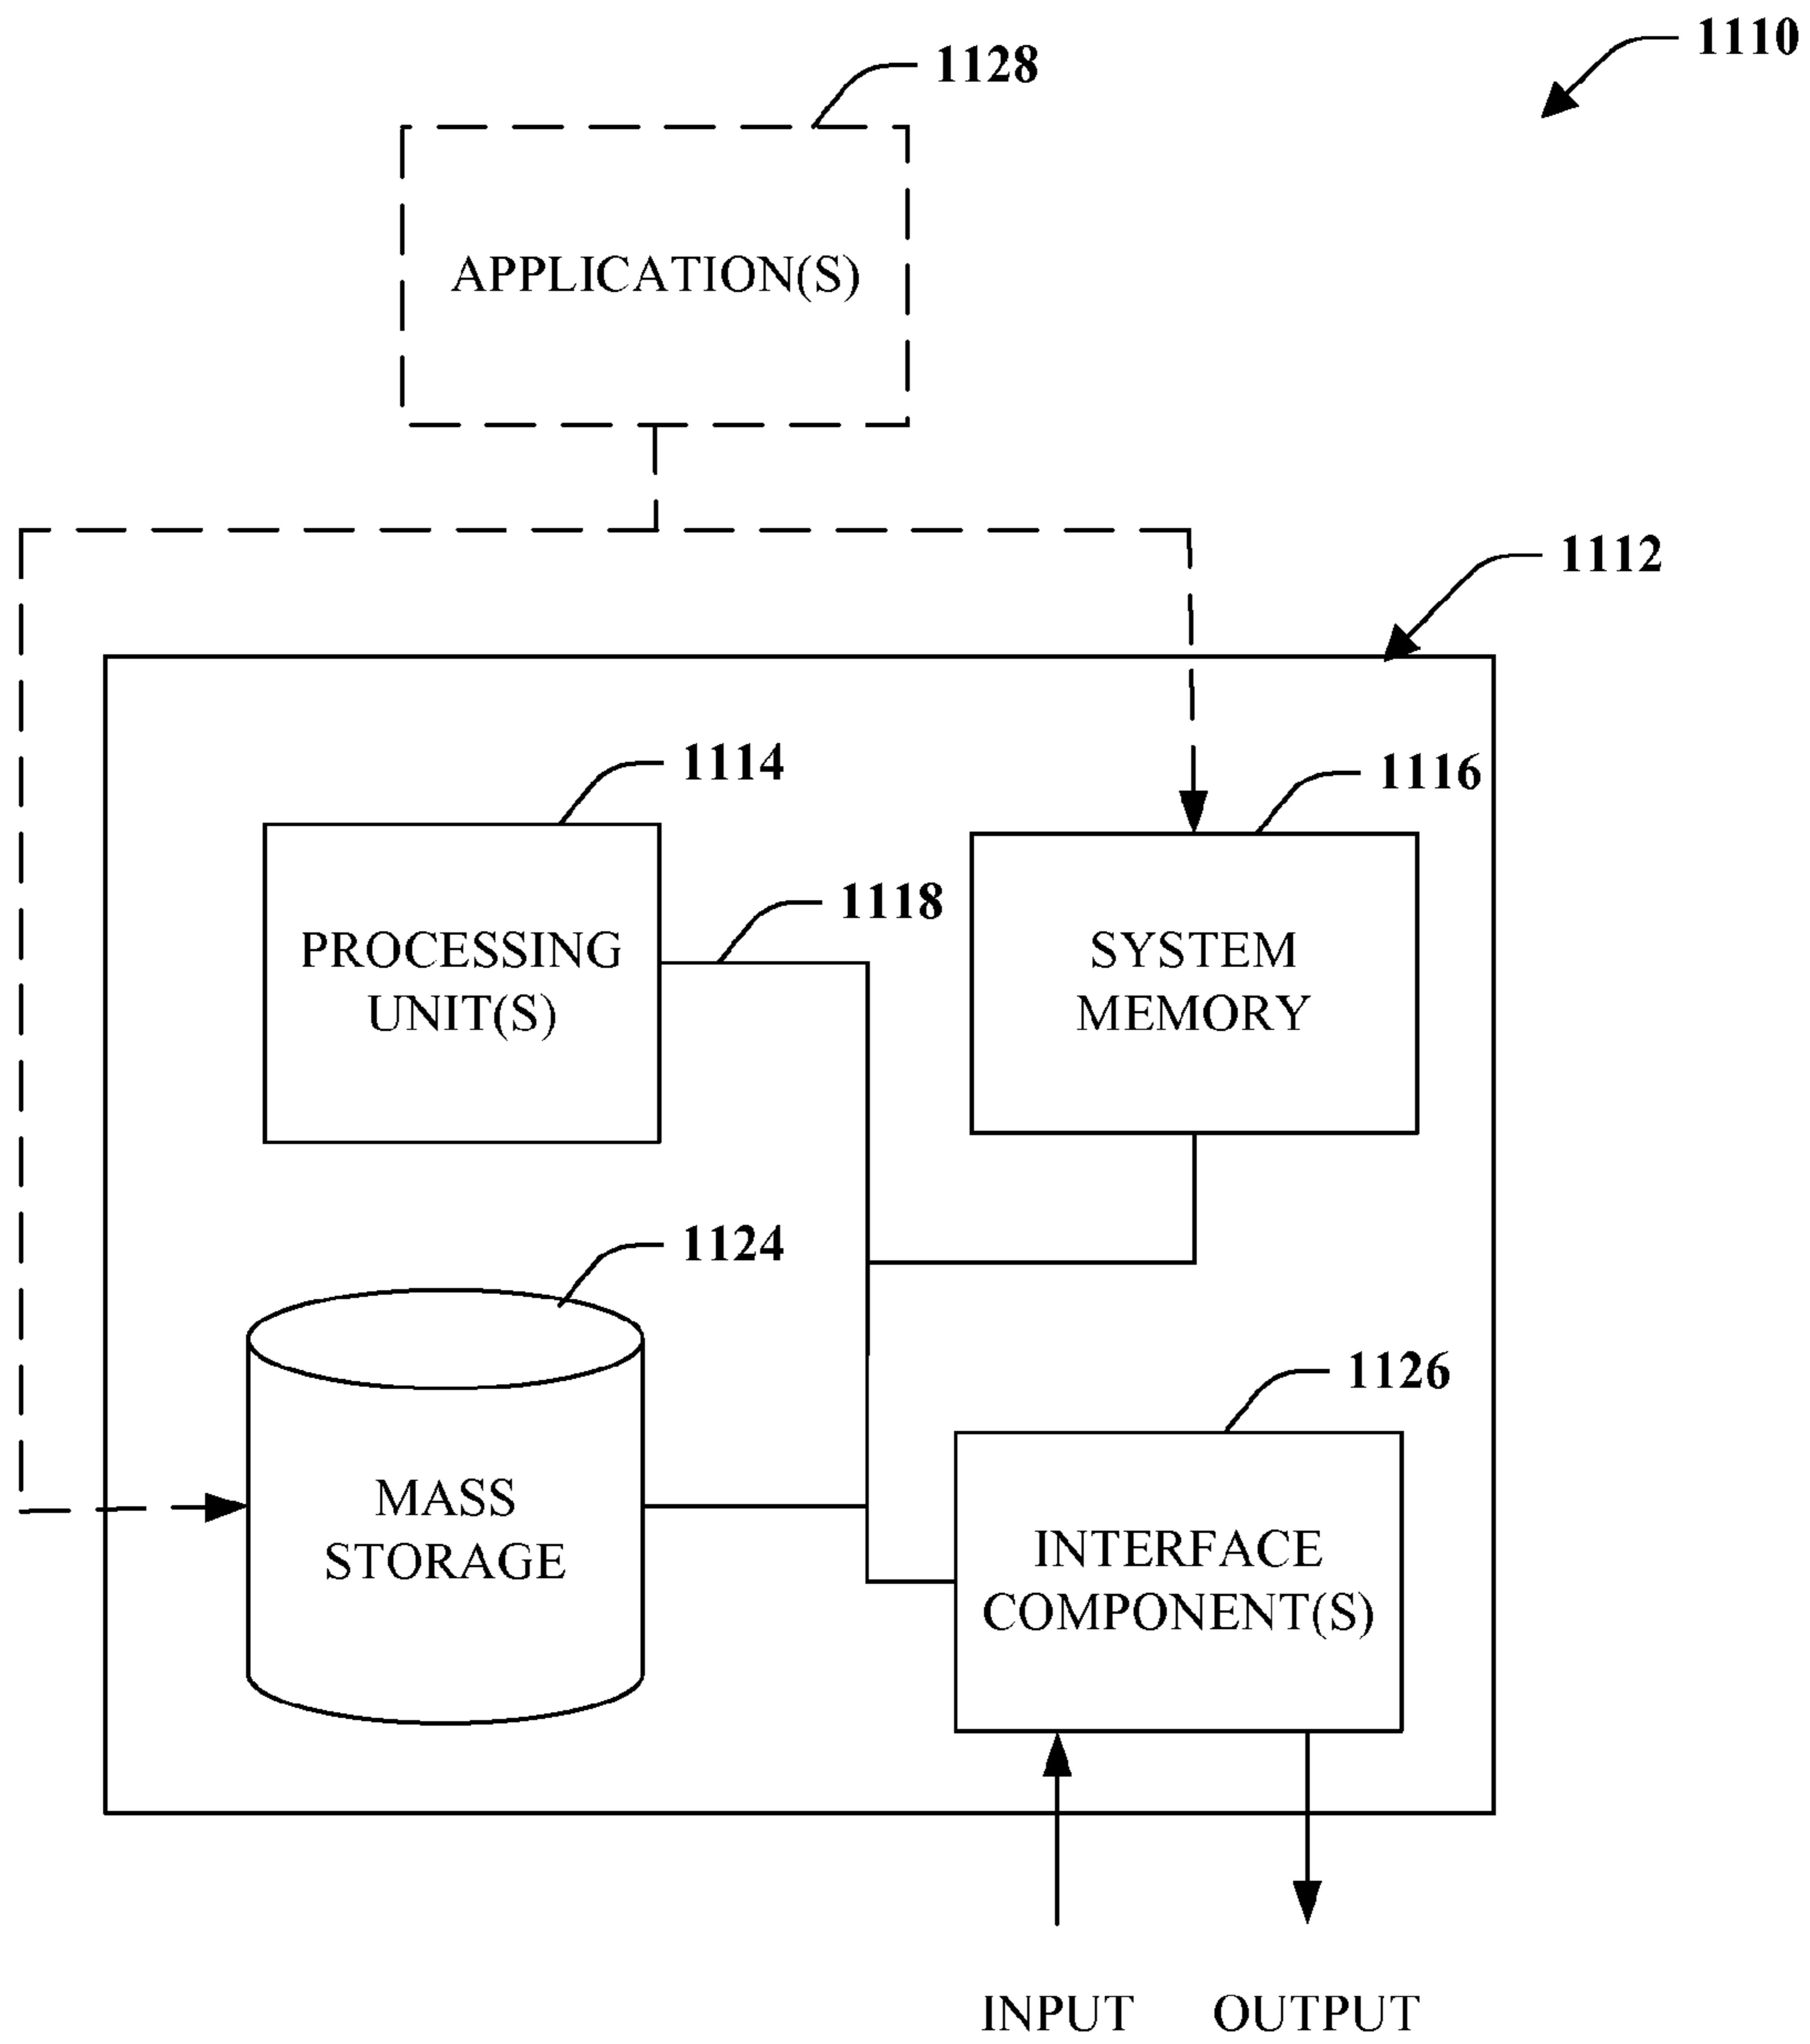 1110
1128
APPLICATION(S)
1112
1114
1116
1118
PROCESSING
UNIT(S)
SYSTEM
MEMORY
1124
1126
MASS
STORAGE
INTERFACE
COMPONENT(S)
INPUT
OUTPUT